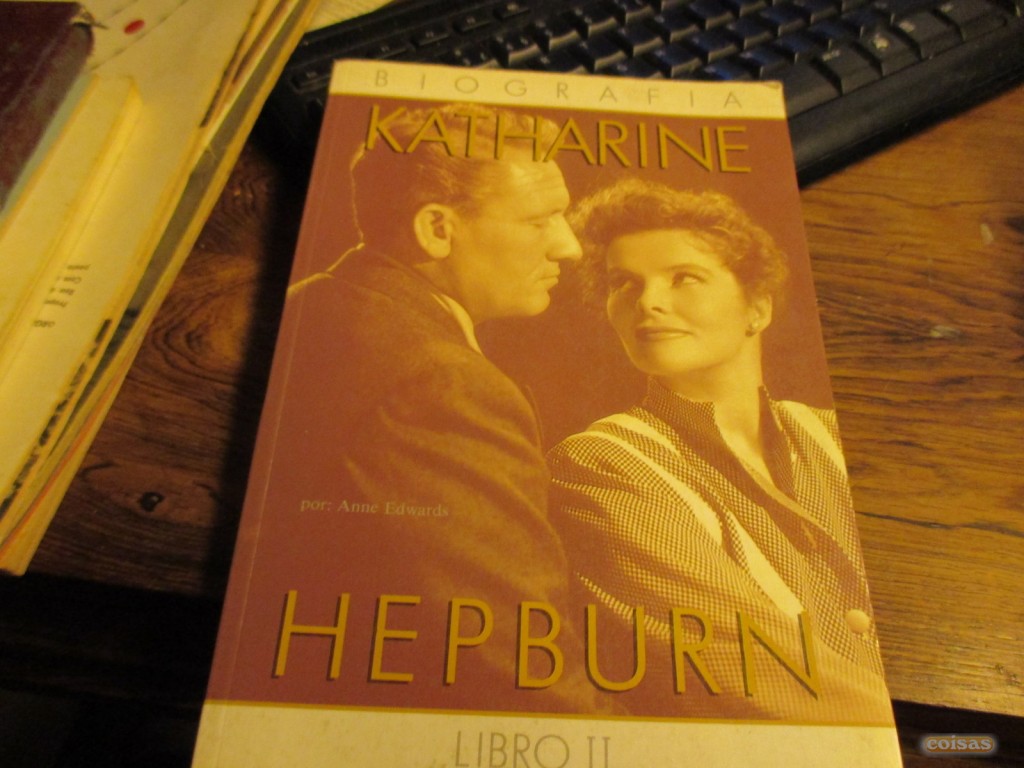 BIOGRAFIA
KATHARINE
por: Anne Edwards
HEPBURN
LIBRO II
coisas